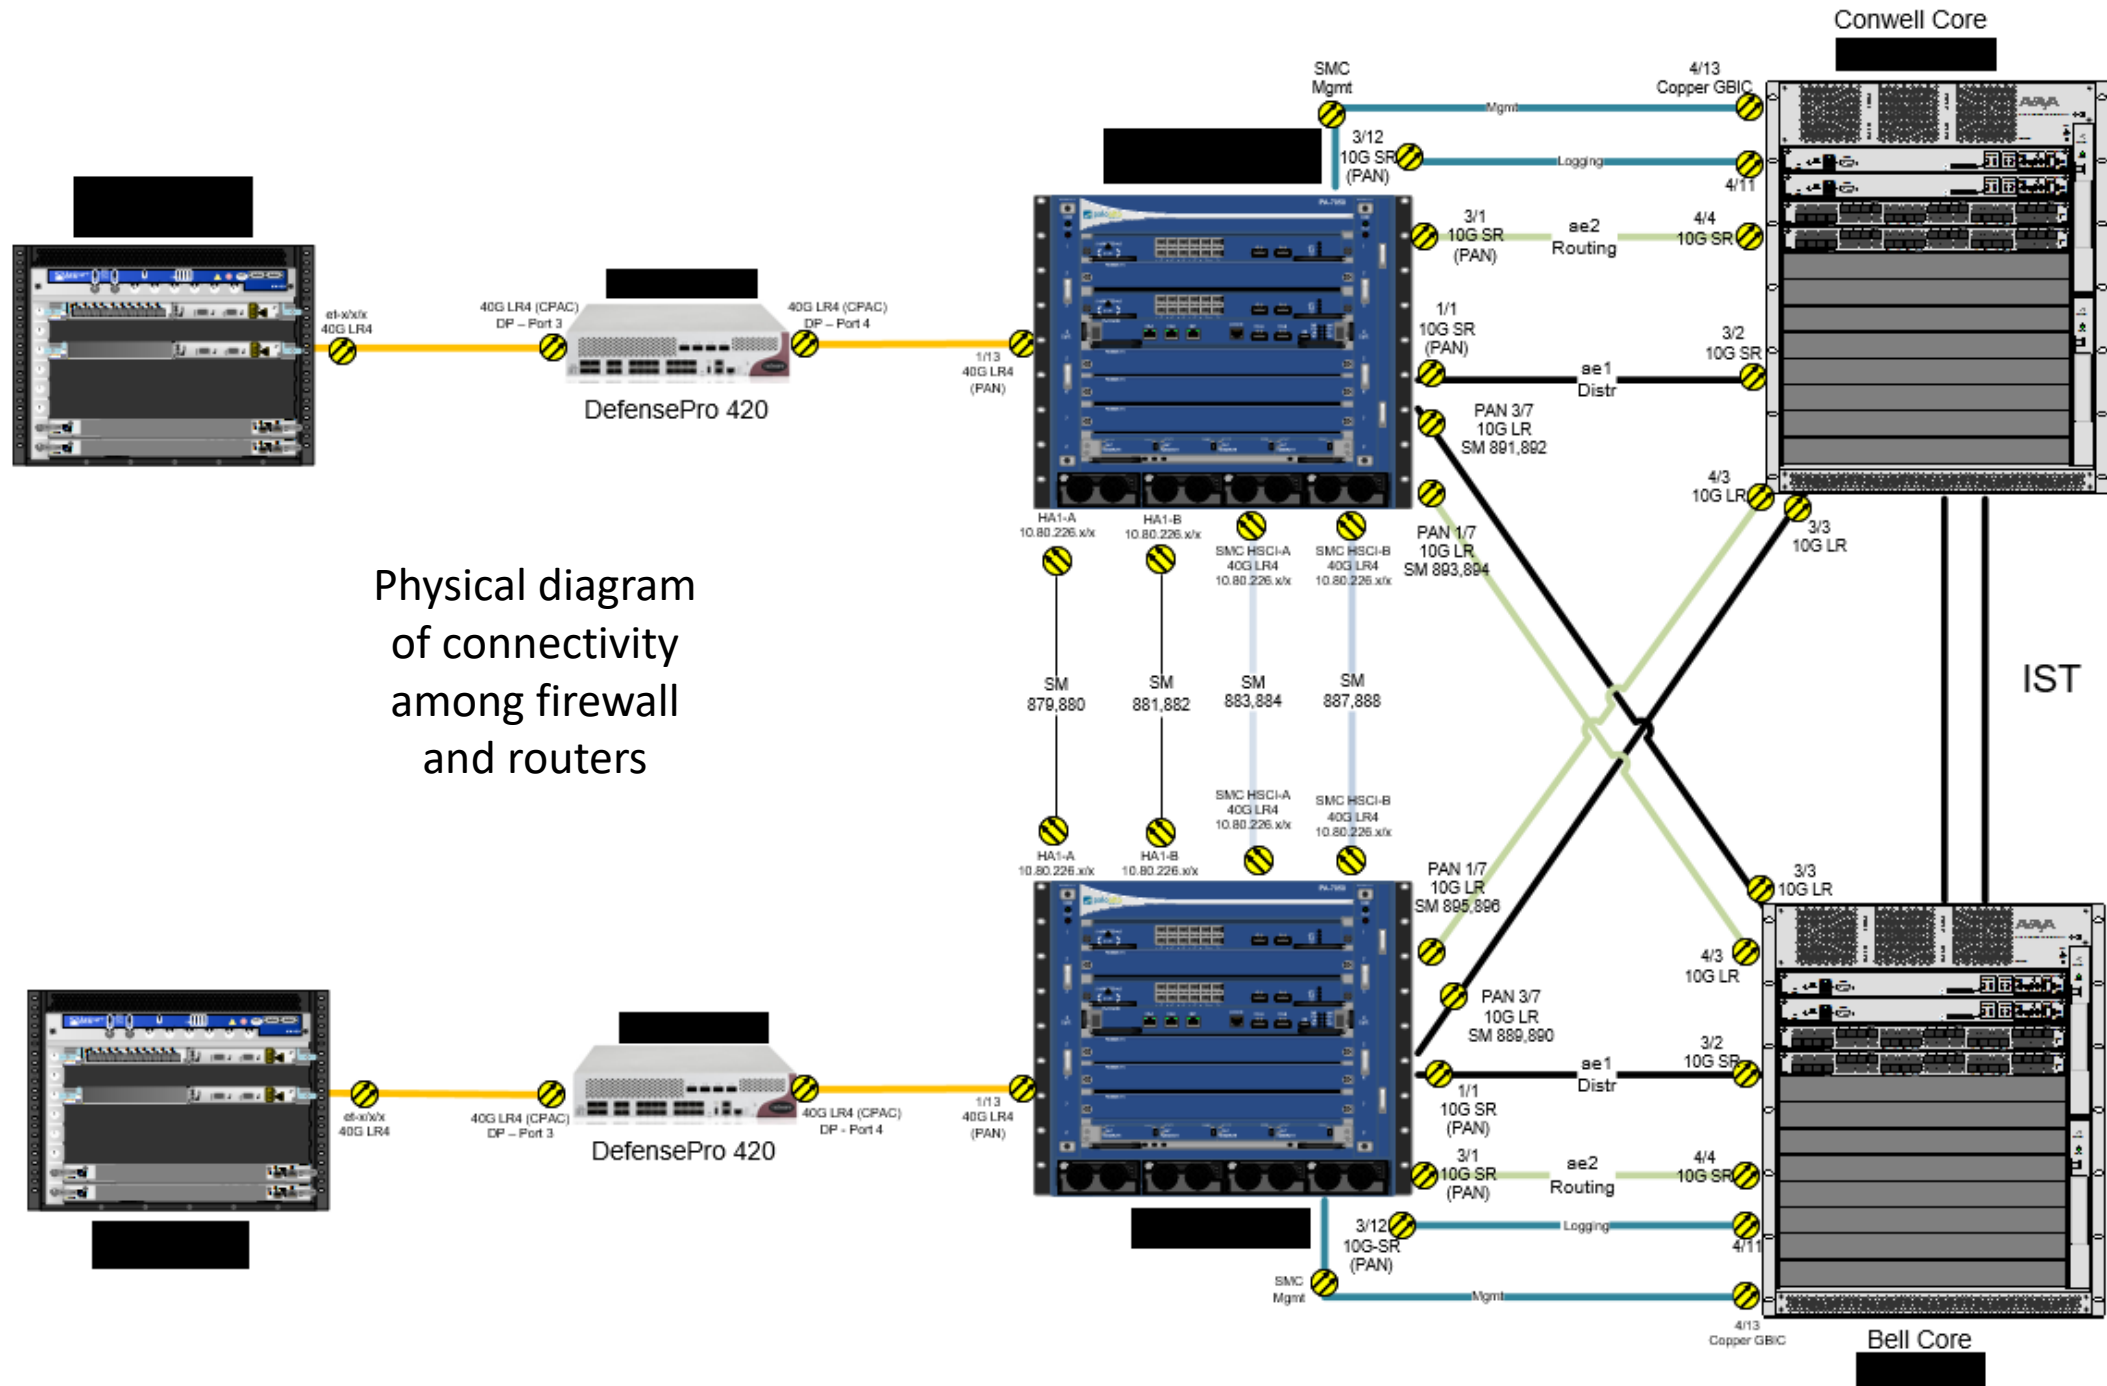 Conwell Core
SMC
Mgmt
4/13
Copper GBIC
Mgmt
3/12
10G SR
(PAN)
Logging
4/11
AVAYA
PA-7050
paloalto
3/1
10G SR
(PAN)
ae2
Routing
4/4
10G SR
et-x/x/x
40G LR4
40G LR4 (CPAC)
DP – Port 3
40G LR4 (CPAC)
DP – Port 4
DefensePro 420
1/13
40G LR4
(PAN)
1/1
10G SR
(PAN)
ae1
Distr
3/2
10G SR
PAN 3/7
10G LR
SM 891,892
4/3
10G LR
3/3
10G LR
HA1-A
10.80.226.x/x
HA1-B
10.80.226.x/x
SMC HSCI-A
40G LR4
10.80.226.x/x
SMC HSCI-B
40G LR4
10.80.226.x/x
PAN 1/7
10G LR
SM 893,894
Physical diagram
of connectivity
among firewall
and routers
SM
879,880
SM
881,882
SM
883,884
SM
887,888
IST
SMC HSCI-A
40G LR4
10.80.226.x/x
SMC HSCI-B
40G LR4
10.80.226.x/x
HA1-A
10.80.226.x/x
HA1-B
10.80.226.x/x
PAN 1/7
10G LR
SM 895,896
3/3
10G LR
PA-7050
AVAYA
4/3
10G LR
PAN 3/7
10G LR
SM 889,890
3/2
10G SR
ae1
Distr
et-x/x/x
40G LR4
40G LR4 (CPAC)
DP – Port 3
40G LR4 (CPAC)
DP - Port 4
DefensePro 420
1/13
40G LR4
(PAN)
1/1
10G SR
(PAN)
3/1
10G SR
(PAN)
ae2
Routing
4/4
10G SR
3/12
10G-SR
(PAN)
Logging
4/11
SMC
Mgmt
Mgmt
4/13
Copper GBIC
Bell Core